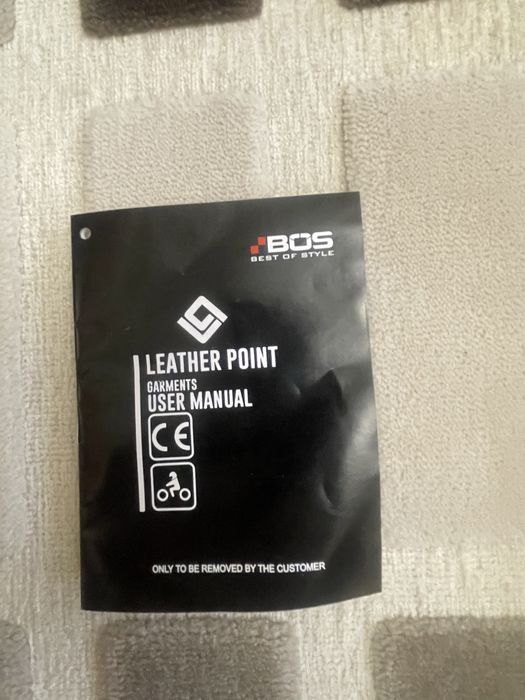 BOS
BEST OF STYLE
LEATHER POINT
GARMENTS
USER MANUAL
CE
ONLY TO BE REMOVED BY THE CUSTOMER